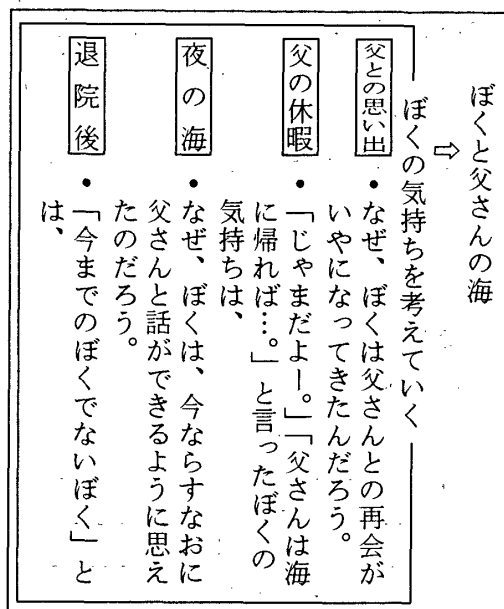 ぼくと父さんの海
⇨
ぼくの気持ちを考えていく
父との思い出
・なぜ、ぼくは父さんとの再会が
いやになってきたんだろう。
父の休暇
・「じゃまだよー。」「父さんは海
に帰れば…。」と言ったぼくの
気持ちは、
夜の海
・なぜ、ぼくは、今ならすなおに
父さんと話ができるように思え
たのだろう。
退院後
・「今までのぼくでないぼく」と
は、